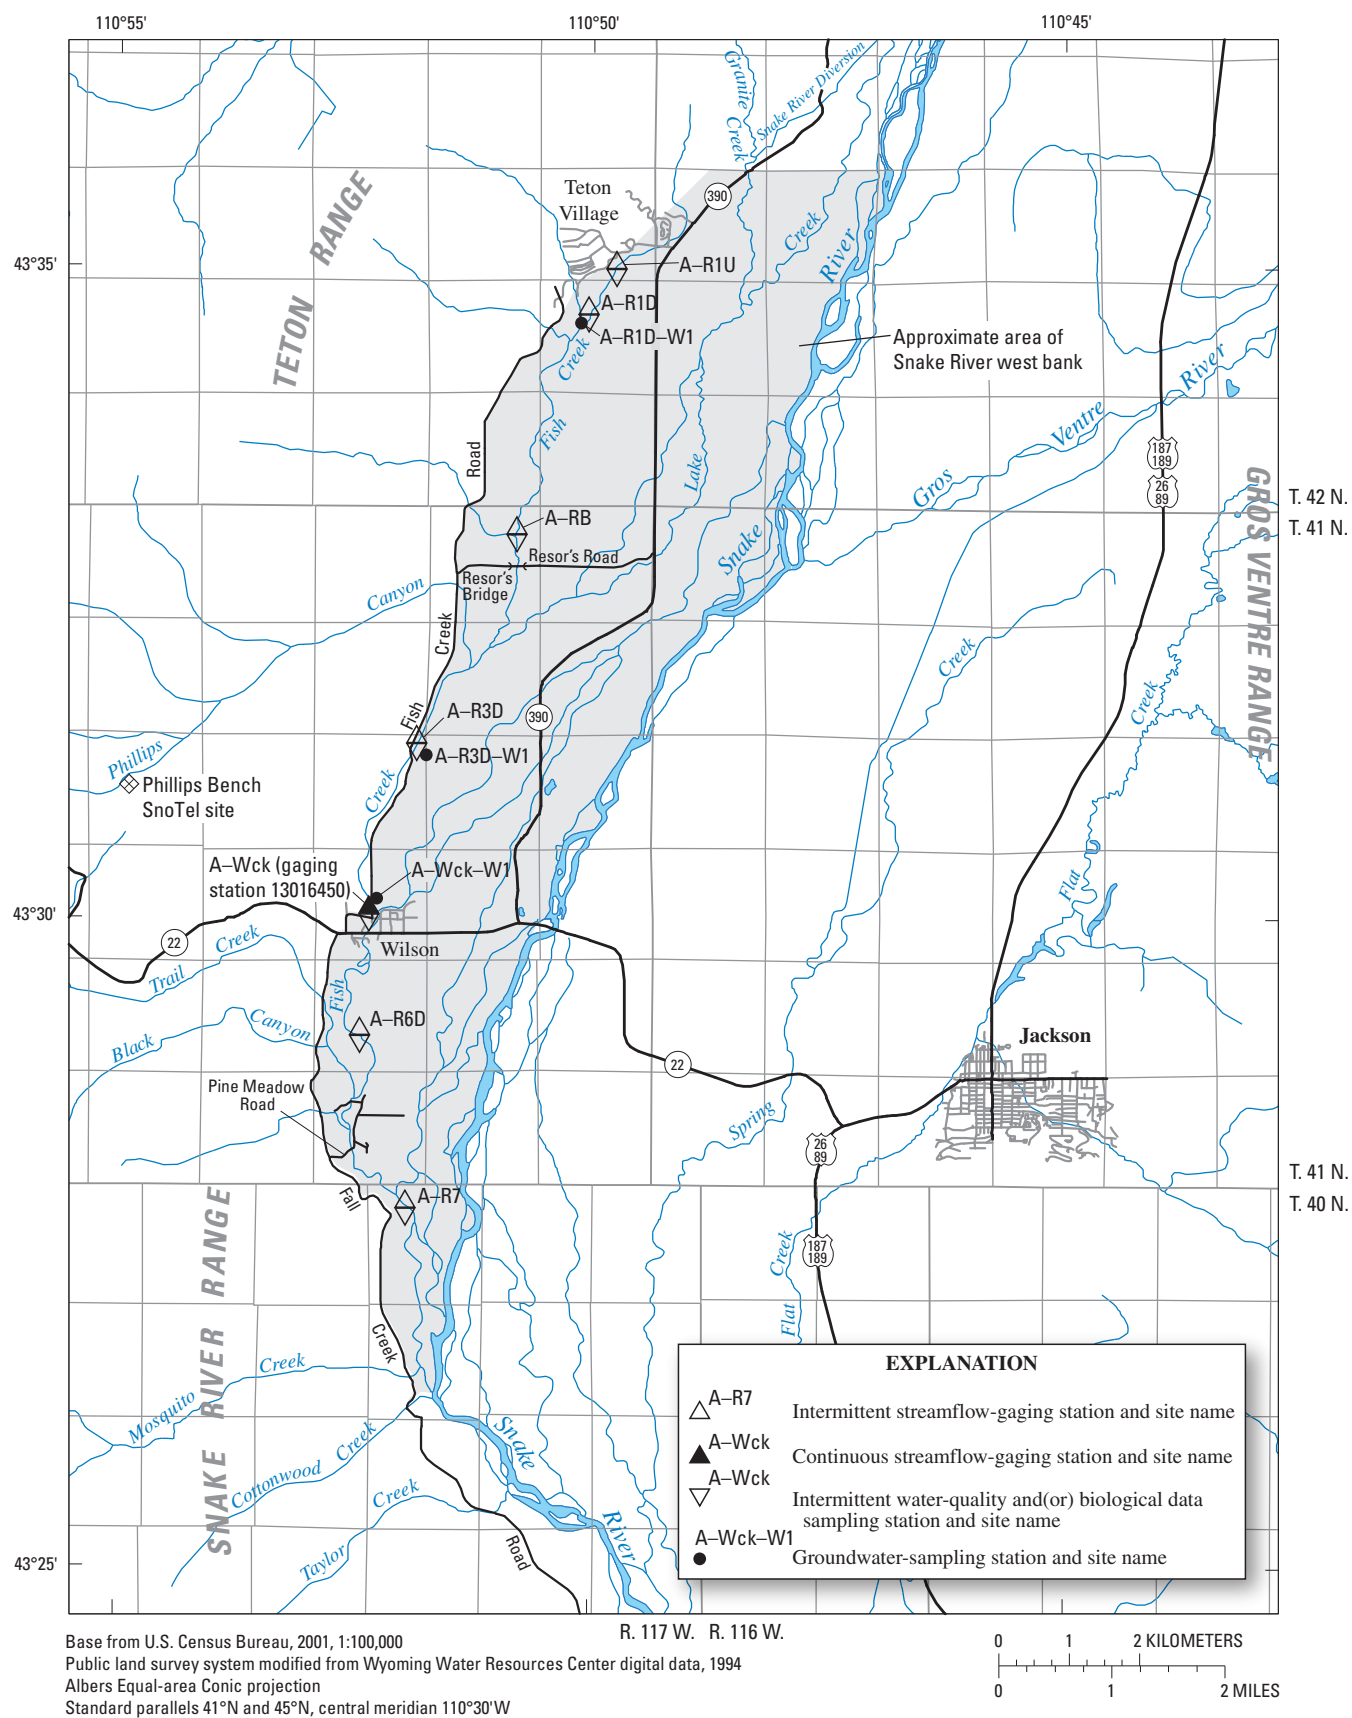 110°55'
110°50'
110°45'
Granite
Creek
Snake River Diversion
TETON
RANGE
Teton
Village
390
Creek
River
43°35'
A–R1U
A–R1D
A–R1D–W1
Creek
Approximate area of
Snake River west bank
River
Ventre
Gros
Fish
Road
Lake
187
189
26
89
GROS VENTRE RANGE
T. 42 N.
T. 41 N.
A–RB
Snake
Resor's Road
Resor's
Bridge
Canyon
Creek
Creek
Creek
Fish
A–R3D
390
A–R3D–W1
Phillips
Phillips Bench
SnoTel site
Creek
A–Wck (gaging
station 13016450)
A–Wck–W1
Flat
43°30'
22
Wilson
Creek
Trail
Fish
A–R6D
Canyon
Black
Jackson
22
Pine Meadow
Road
Spring
26
89
T. 41 N.
T. 40 N.
Fall
A–R7
SNAKE RIVER RANGE
187
189
Creek
Flat
Creek
Creek
Mosquito
Creek
Cottonwood
Creek
Taylor
Snake
River
Road
43°25'
EXPLANATION
A–R7
Intermittent streamflow-gaging station and site name
A–Wck
Continuous streamflow-gaging station and site name
A–Wck
Intermittent water-quality and(or) biological data
sampling station and site name
A–Wck–W1
Groundwater-sampling station and site name
R. 117 W. R. 116 W.
Base from U.S. Census Bureau, 2001, 1:100,000
Public land survey system modified from Wyoming Water Resources Center digital data, 1994
Albers Equal-area Conic projection
Standard parallels 41°N and 45°N, central meridian 110°30'W
0 1 2 KILOMETERS
0 1 2 MILES